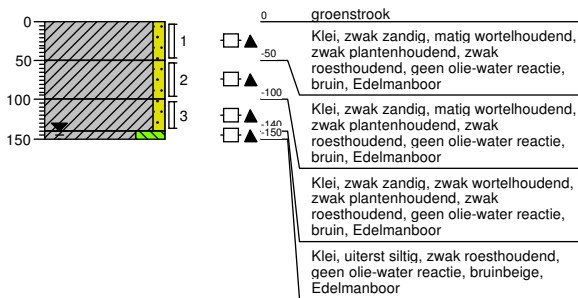 0
50
100
150
1
2
3
0
-50
-100
-140
-150
groenstrook
Klei, zwak zandig, matig wortelhoudend,
zwak plantenhoudend, zwak
roesthoudend, geen olie-water reactie,
bruin, Edelmanboor
Klei, zwak zandig, matig wortelhoudend,
zwak plantenhoudend, zwak
roesthoudend, geen olie-water reactie,
bruin, Edelmanboor
Klei, zwak zandig, zwak wortelhoudend,
zwak plantenhoudend, zwak
roesthoudend, geen olie-water reactie,
bruin, Edelmanboor
Klei, uiterst siltig, zwak roesthoudend,
geen olie-water reactie, bruinbeige,
Edelmanboor